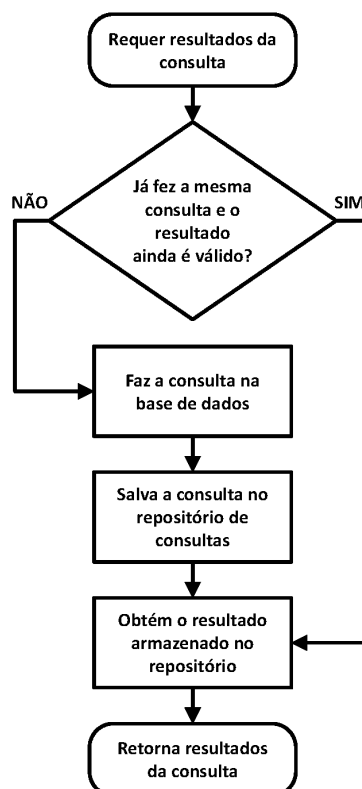 Requer resultados da
consulta
Já fez a mesma
consulta e o
resultado
ainda é válido?
NÃO
SIM
Faz a consulta na
base de dados
Salva a consulta no
repositório de
consultas
Obtém o resultado
armazenado no
repositório
Retorna resultados
da consulta